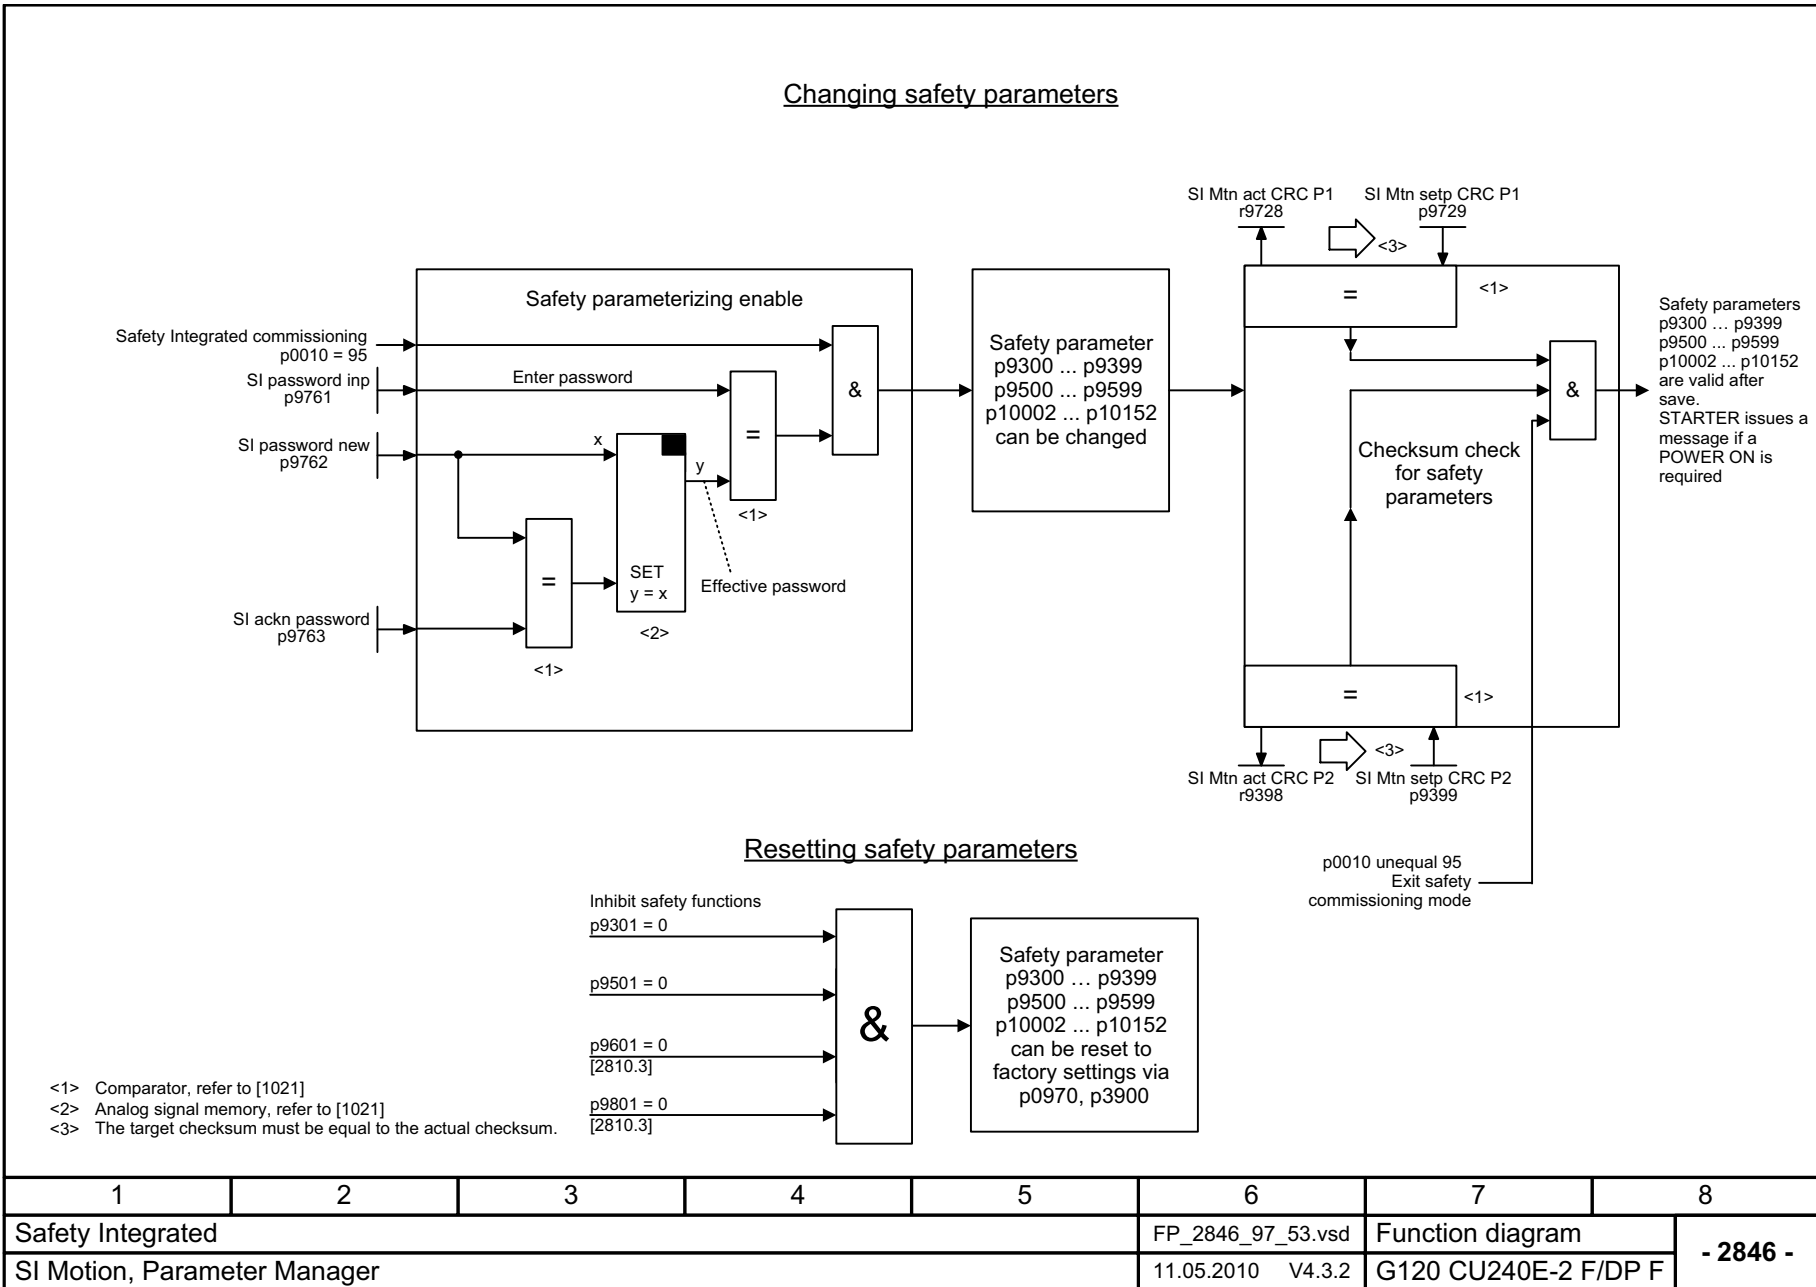 Changing safety parameters
SI Mtn act CRC P1
r9728
SI Mtn setp CRC P1
p9729
<3>
Safety parameterizing enable
Safety Integrated commissioning
p0010 = 95
SI password inp
p9761
Enter password
SI password new
p9762
x
y
=
<1>
&
SET
y = x
<2>
Effective password
=
<1>
SI ackn password
p9763
Safety parameter
p9300 ... p9399
p9500 ... p9599
p10002 ... p10152
can be changed
=
<1>
&
Checksum check
for safety
parameters
=
<1>
<3>
SI Mtn act CRC P2
r9398
SI Mtn setp CRC P2
p9399
Safety parameters
p9300 … p9399
p9500 ... p9599
p10002 ... p10152
are valid after
save.
STARTER issues a
message if a
POWER ON is
required
p0010 unequal 95
Exit safety
commissioning mode
Resetting safety parameters
Inhibit safety functions
p9301 = 0
p9501 = 0
p9601 = 0
[2810.3]
p9801 = 0
[2810.3]
&
Safety parameter
p9300 … p9399
p9500 ... p9599
p10002 ... p10152
can be reset to
factory settings via
p0970, p3900
<1> Comparator, refer to [1021]
<2> Analog signal memory, refer to [1021]
<3> The target checksum must be equal to the actual checksum.
1 2 3 4 5 6 7 8
Safety Integrated
FP_2846_97_53.vsd
Function diagram
- 2846 -
SI Motion, Parameter Manager
11.05.2010 V4.3.2
G120 CU240E-2 F/DP F